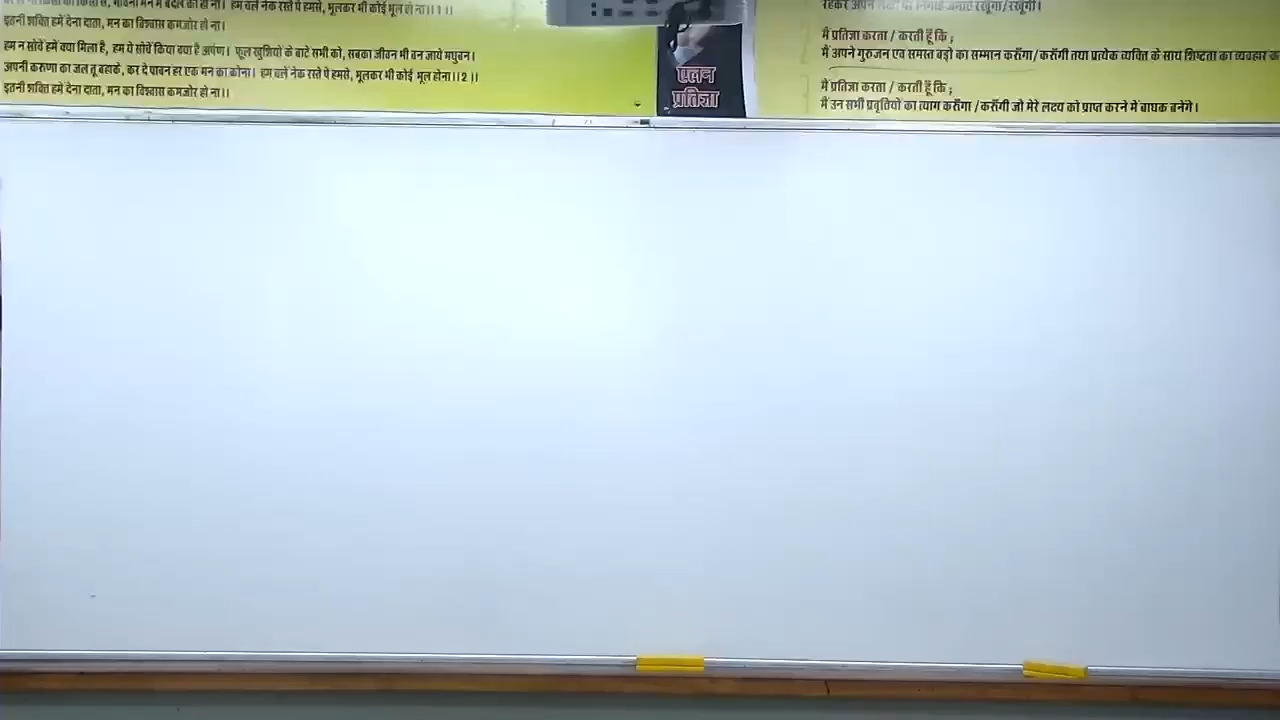 इतनी शक्ति हमें देना दाता, मन का विश्वास कमजोर हो ना।
हम न सोचें हमें क्या मिला है, हम ये सोचें किया क्या है अर्पण। फूल खुशियों के बाटें सभी को, सबका जीवन भी बन जाये मधुबन।
अपनी करुणा का जल तू बहाके, कर दे पावन हर एक मन का कोना। हम चलें नेक रस्ते पे हमसे, भूलकर भी कोई भूल होना।।2।।
इतनी शक्ति हमें देना दाता, मन का विश्वास कमजोर हो ना।।
एलन
प्रतिज्ञा
मैं प्रतिज्ञा करता / करती हूँ कि ;
मैं अपने गुरुजन एवं समस्त बड़ों का सम्मान करूँगा / करूँगी तथा प्रत्येक व्यक्ति के साथ शिष्टता का व्यवहार
मैं प्रतिज्ञा करता / करती हूँ कि ;
मैं उन सभी प्रवृतियों का त्याग करूँगा / करूँगी जो मेरे लक्ष्य को प्राप्त करने में बाधक बनेंगे।